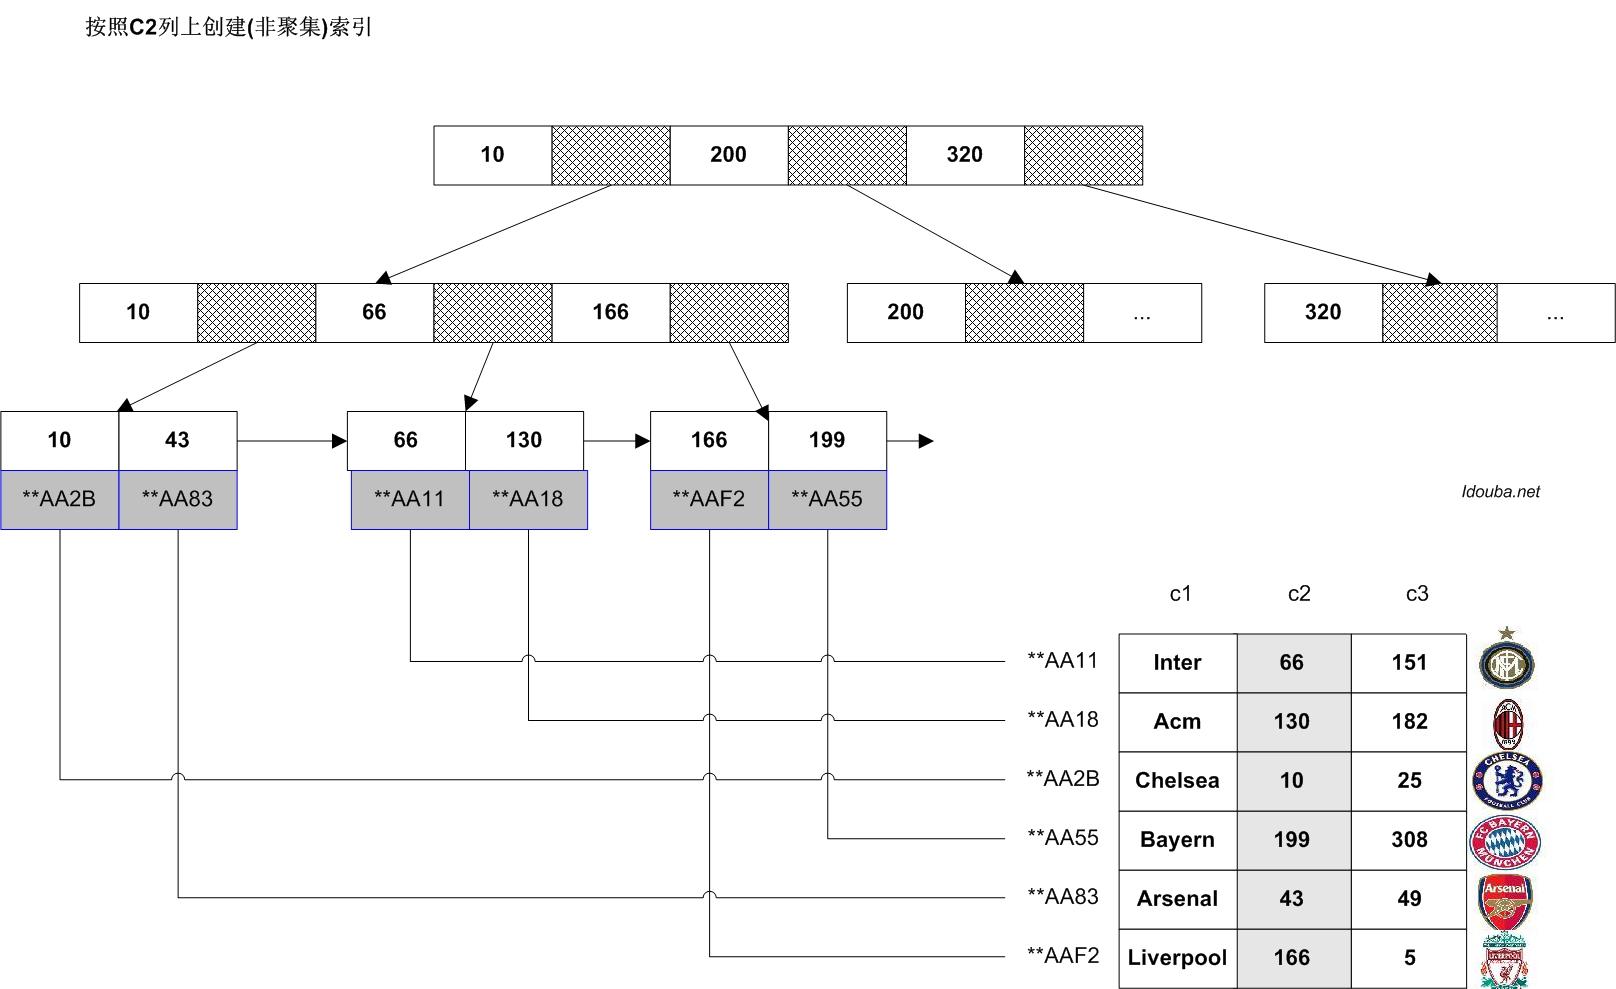 按照C2列上创建(非聚集)索引
10 200 320
10 66 166 200 ... 320 ...
10 43 66 130 166 199
**AA2B **AA83 **AA11 **AA18 **AAF2 **AA55
Idouba.net
c1 c2 c3
**AA11 Inter 66 151
**AA18 Acm 130 182
**AA2B Chelsea 10 25
CHELSEA
FOOTBALL CLUB
**AA55 Bayern 199 308
FC BAYERN
MÜNCHEN
**AA83 Arsenal 43 49
Arsenal
**AAF2 Liverpool 166 5